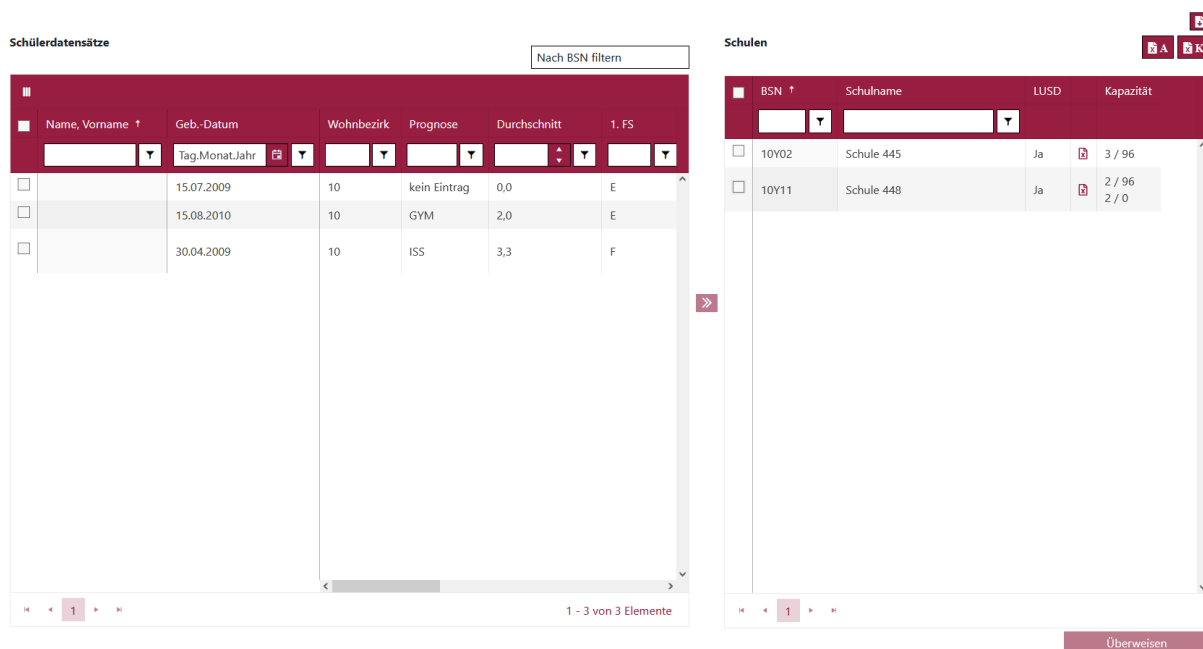 Schülerdatensätze
Nach BSN filtern
Name, Vorname ↑ Geb.-Datum Wohnbezirk Prognose Durchschnitt 1. FS
Tag.Monat.Jahr
15.07.2009 10 kein Eintrag 0,0 E
15.08.2010 10 GYM 2,0 E
30.04.2009 10 ISS 3,3 F
1
1 - 3 von 3 Elemente
Schulen
A K
BSN ↑ Schulname LUSD Kapazität
10Y02 Schule 445 Ja 3 / 96
10Y11 Schule 448 Ja 2 / 96
2 / 0
1
Überweisen